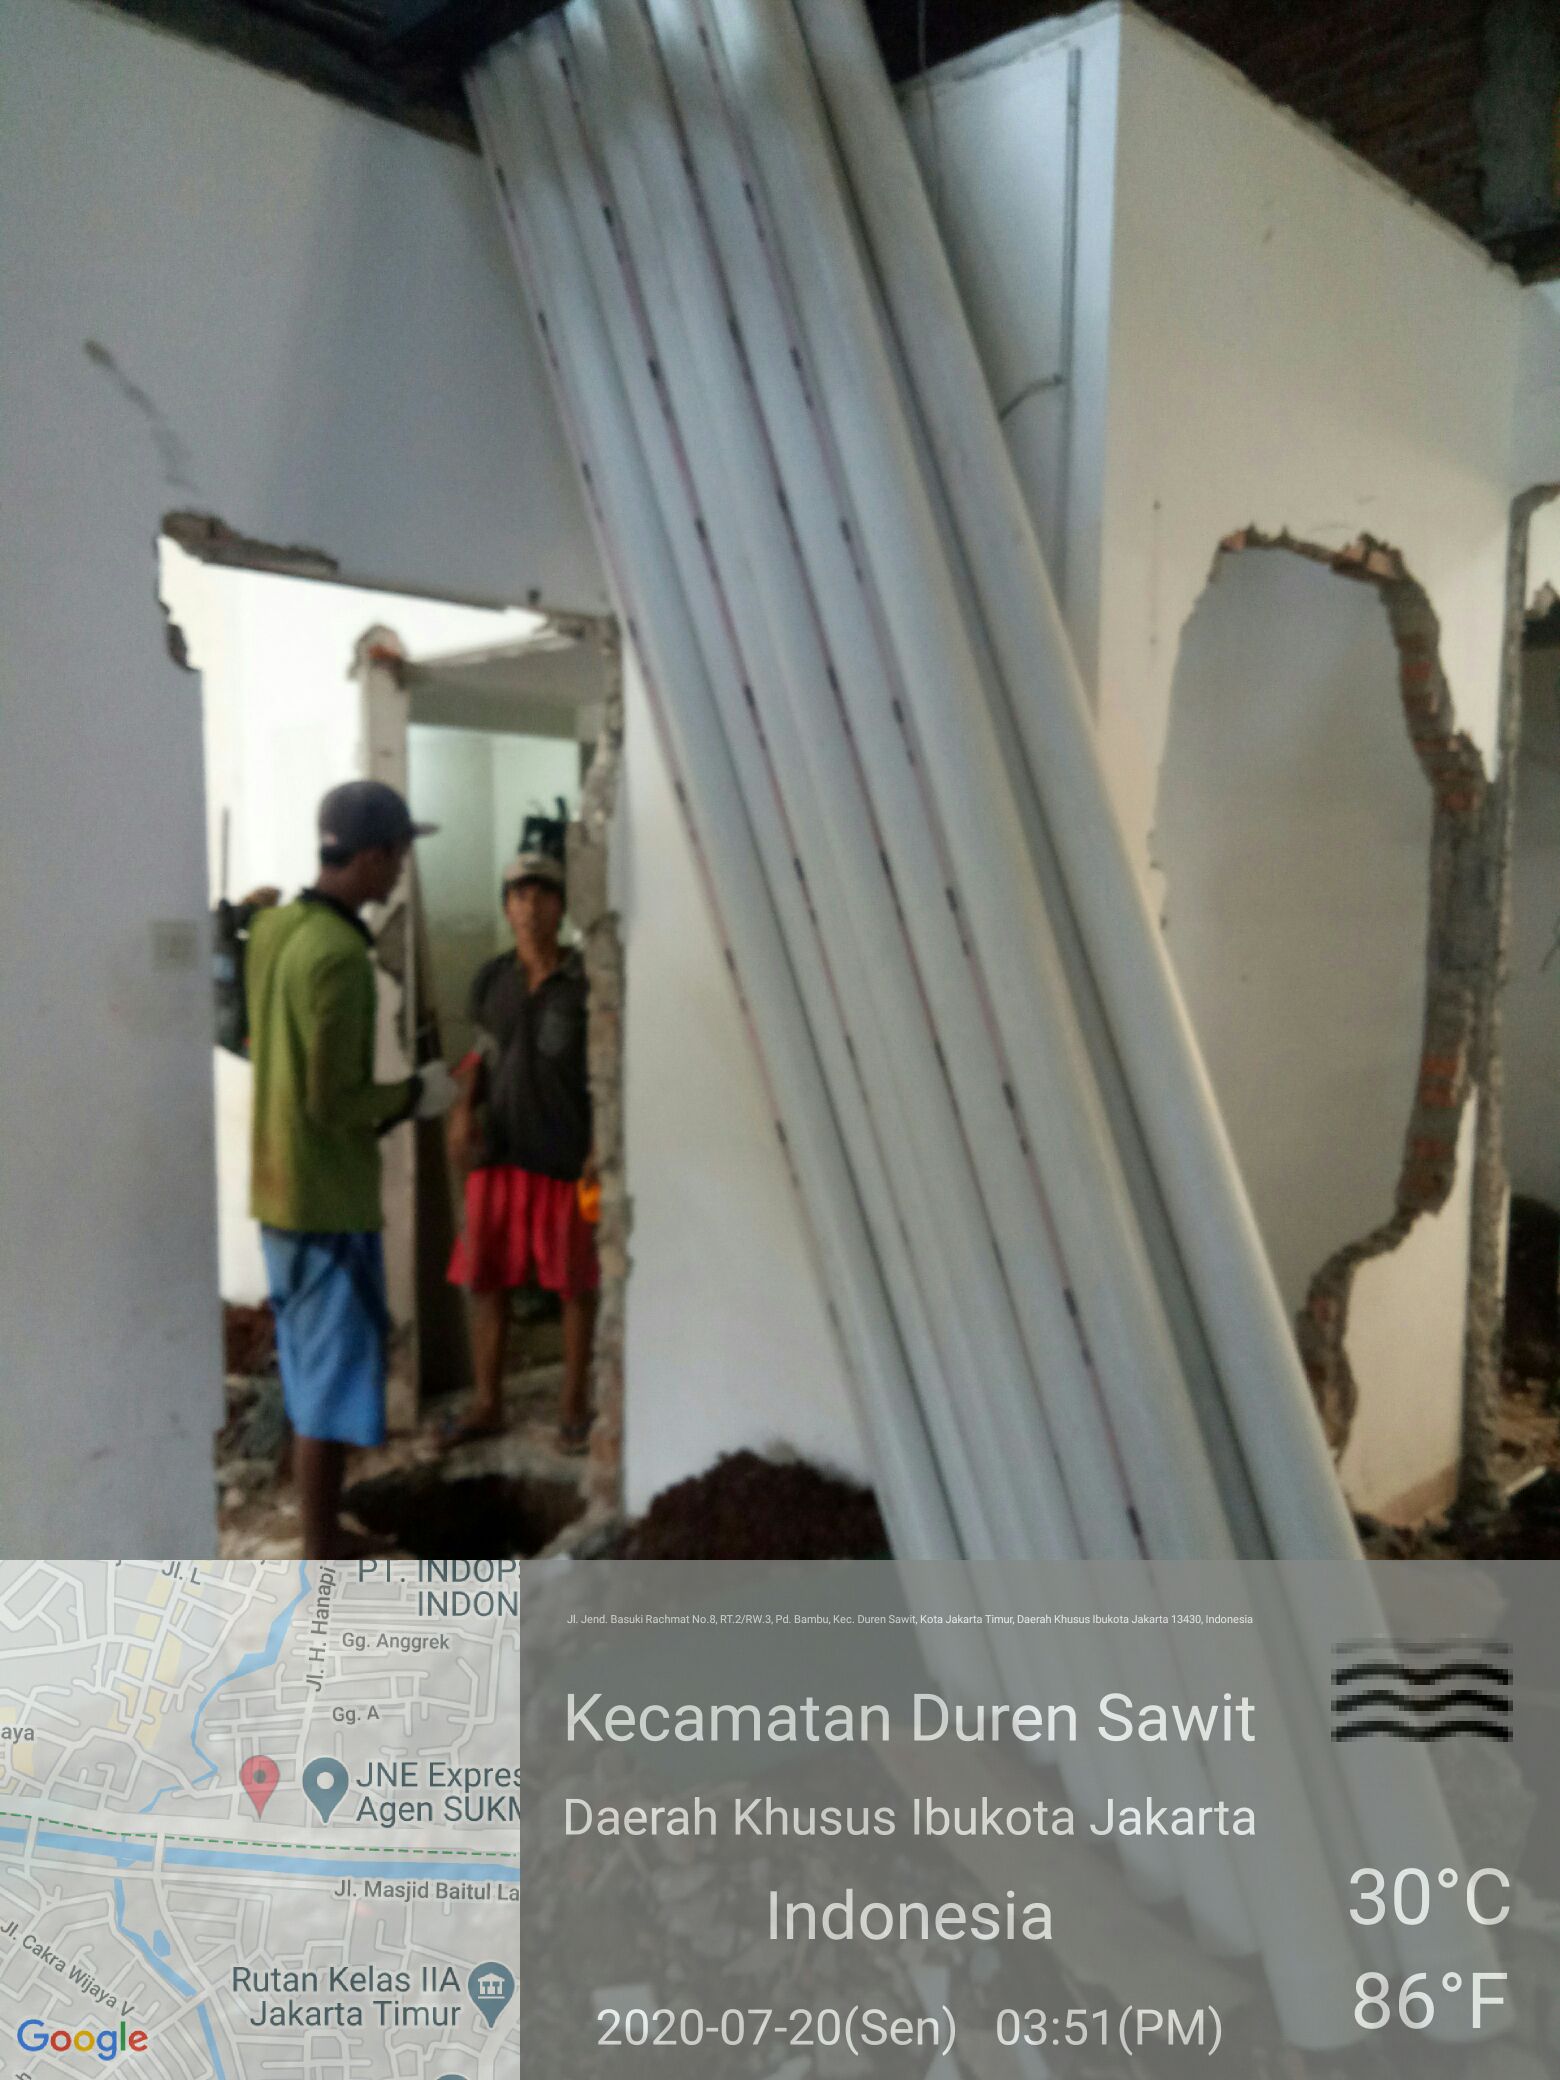 Jl. L
PT. INDOP
INDON
Jl. H. Hanapi
Gg. Anggrek
Gg. A
aya
JNE Expres
Agen SUKM
Jl. Masjid Baitul La
Jl. Cakra Wijaya V
Rutan Kelas IIA
Jakarta Timur
Google
Jl. Jend. Basuki Rachmat No.8, RT.2/RW.3, Pd. Bambu, Kec. Duren Sawit, Kota Jakarta Timur, Daerah Khusus Ibukota Jakarta 13430, Indonesia
Kecamatan Duren Sawit
Daerah Khusus Ibukota Jakarta
Indonesia
2020-07-20(Sen) 03:51(PM)
30°C
86°F